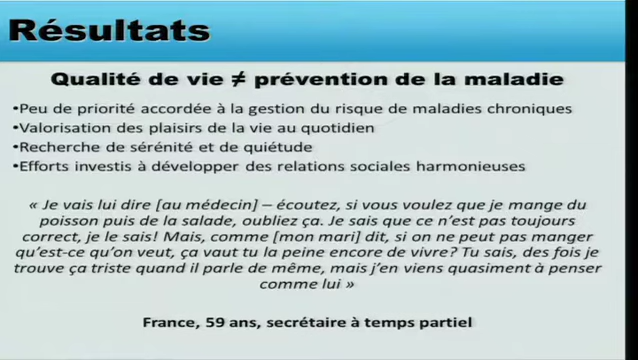 Résultats
Qualité de vie ≠ prévention de la maladie
•Peu de priorité accordée à la gestion du risque de maladies chroniques
•Valorisation des plaisirs de la vie au quotidien
•Recherche de sérénité et de quiétude
•Efforts investis à développer des relations sociales harmonieuses
« Je vais lui dire [au médecin] – écoutez, si vous voulez que je mange du
poisson puis de la salade, oubliez ça. Je sais que ce n'est pas toujours
correct, je le sais! Mais, comme [mon mari] dit, si on ne peut pas manger
qu'est-ce qu'on veut, ça vaut tu la peine encore de vivre? Tu sais, des fois je
trouve ça triste quand il parle de même, mais j'en viens quasiment à penser
comme lui »
France, 59 ans, secrétaire à temps partiel